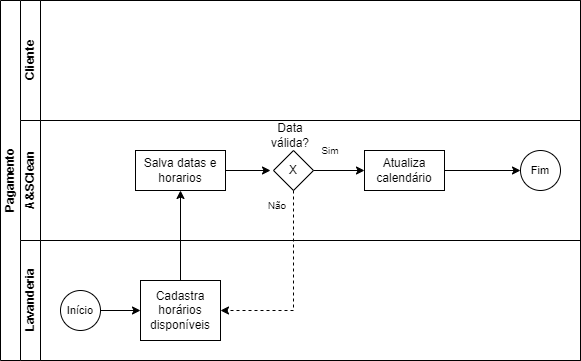 Pagamento
Cliente
A&SClean
Lavanderia
Data
válida?
Salva datas e
horarios
X
Sim
Atualiza
calendário
Fim
Não
Início
Cadastra
horários
disponíveis